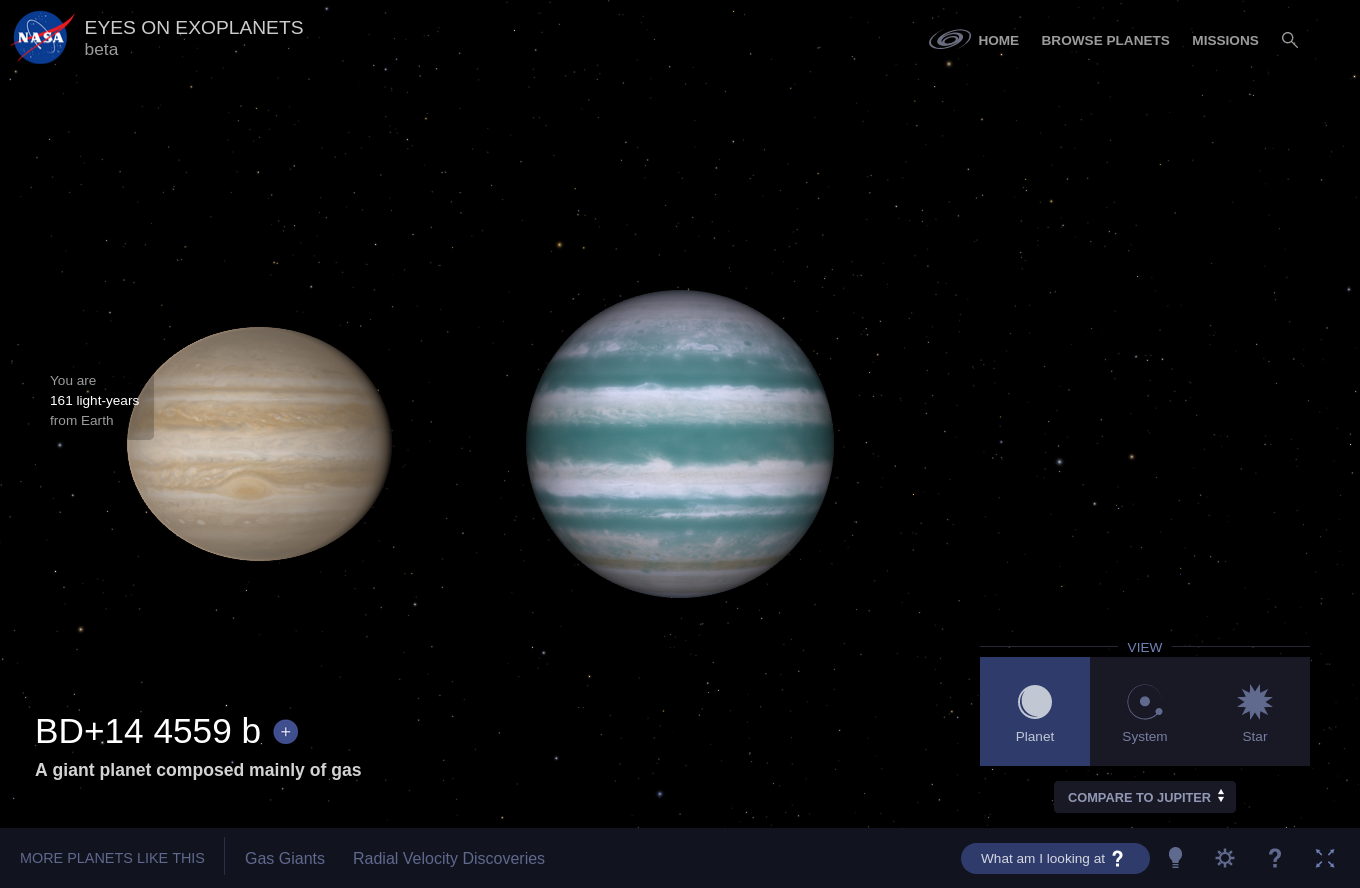 NASA
EYES ON EXOPLANETS
beta
HOME
BROWSE PLANETS
MISSIONS
You are
161 light-years
from Earth
VIEW
Planet
System
Star
COMPARE TO JUPITER
BD+14 4559 b +
A giant planet composed mainly of gas
MORE PLANETS LIKE THIS
Gas Giants
Radial Velocity Discoveries
What am I looking at ?
?